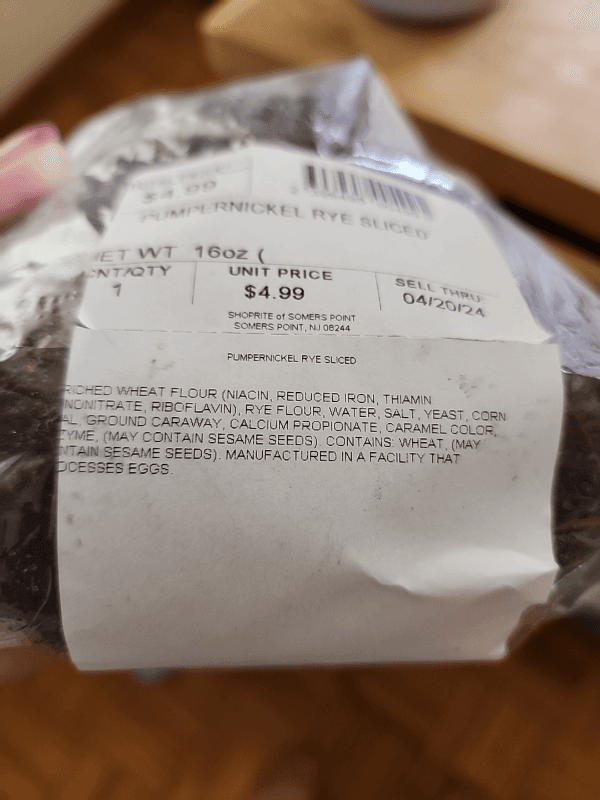 $4.99
PUMPERNICKEL RYE SLICED
ET WT 16oz (
NT/QTY UNIT PRICE SELL THRU
1 $4.99 04/20/24
SHOPRITE of SOMERS POINT
SOMERS POINT, NJ 08244
PUMPERNICKEL RYE SLICED
RICHED WHEAT FLOUR (NIACIN, REDUCED IRON, THIAMIN
NONITRATE, RIBOFLAVIN), RYE FLOUR, WATER, SALT, YEAST, CORN
AL, GROUND CARAWAY, CALCIUM PROPIONATE, CARAMEL COLOR,
ZYME, (MAY CONTAIN SESAME SEEDS). CONTAINS: WHEAT, (MAY
NTAIN SESAME SEEDS). MANUFACTURED IN A FACILITY THAT
OCESSES EGGS.